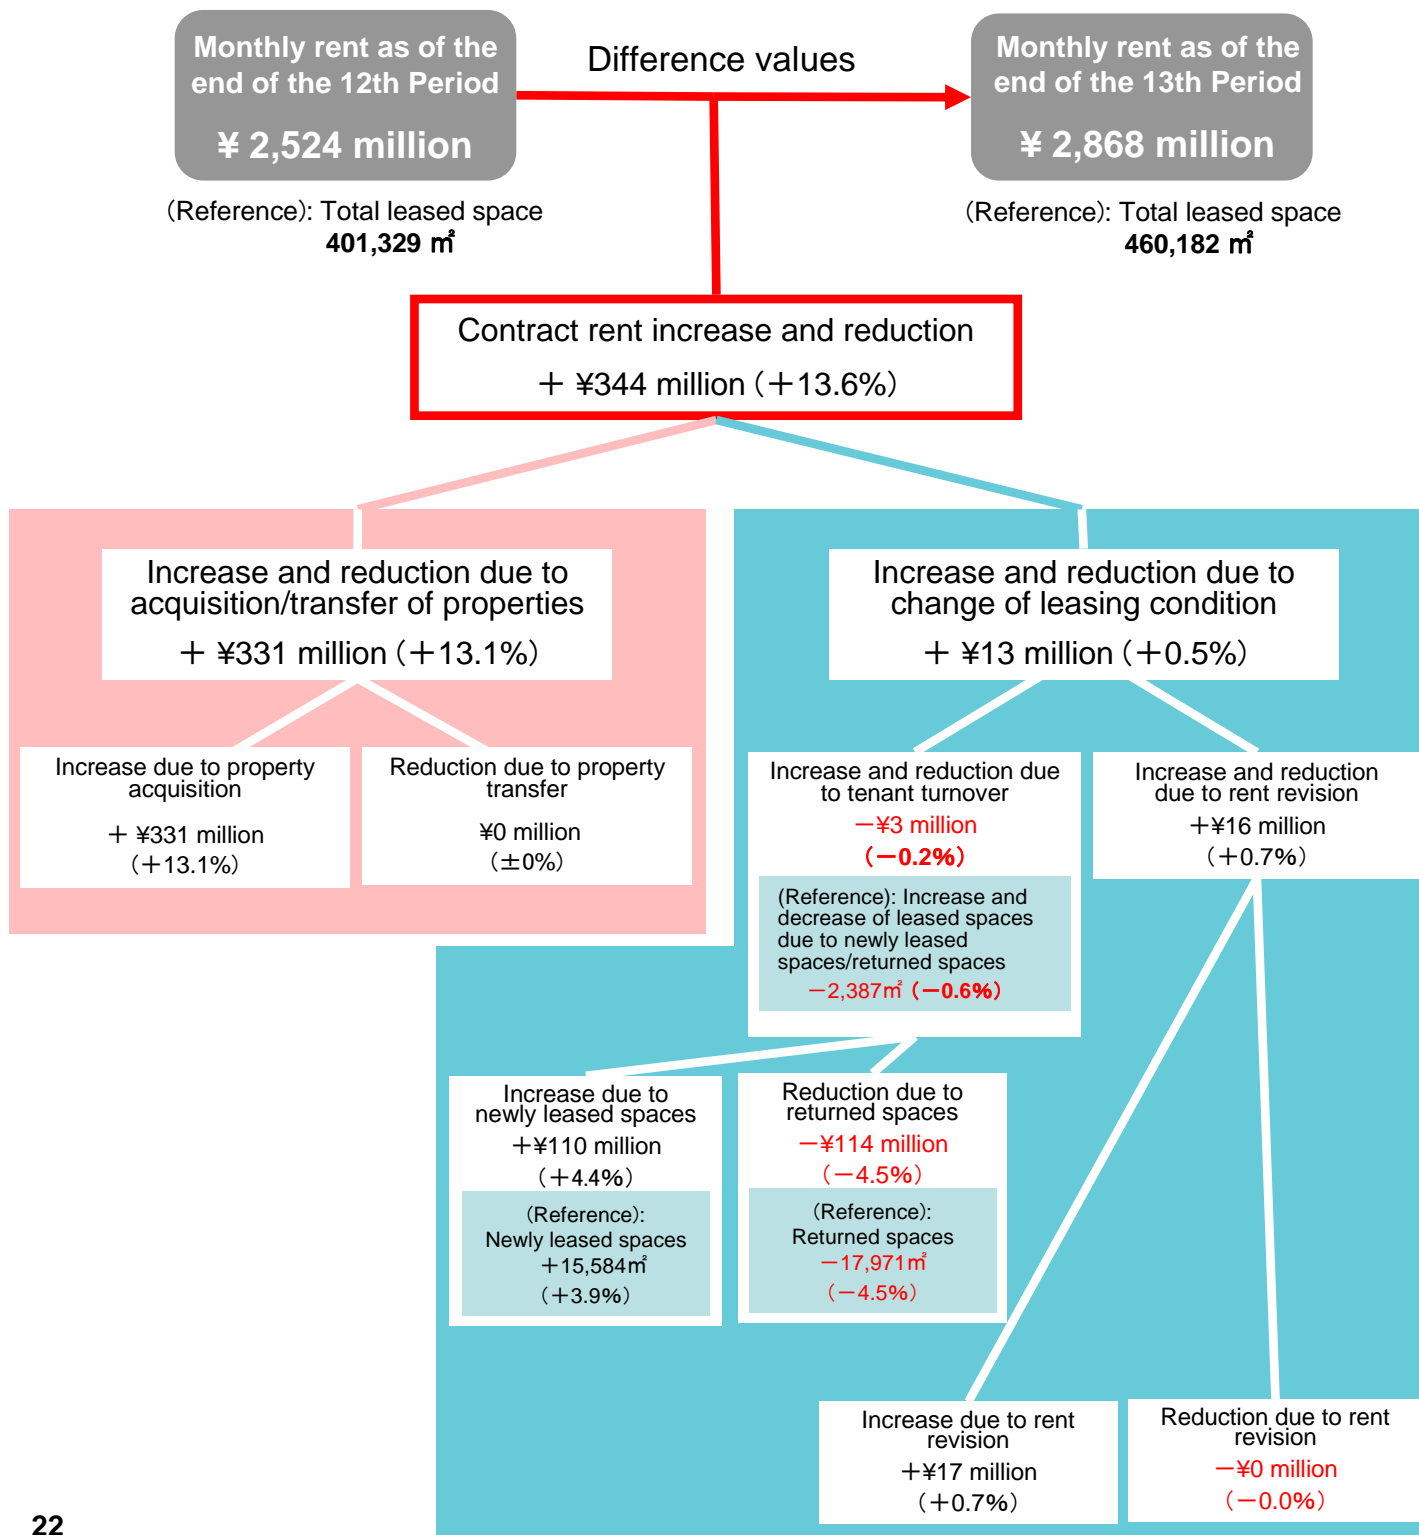 Monthly rent as of the
end of the 12th Period
¥ 2,524 million
Difference values
Monthly rent as of the
end of the 13th Period
¥ 2,868 million
（Reference）: Total leased space
401,329 ㎡
（Reference）: Total leased space
460,182 ㎡
Contract rent increase and reduction
＋ ¥344 million（＋13.6%）
Increase and reduction due to
acquisition/transfer of properties
＋ ¥331 million（＋13.1%）
Increase and reduction due to
change of leasing condition
＋ ¥13 million（＋0.5%）
Increase due to property
acquisition
＋ ¥331 million
（＋13.1%）
Reduction due to property
transfer
¥0 million
（±0%）
Increase and reduction due
to tenant turnover
－¥3 million
（－0.2%）
(Reference): Increase and
decrease of leased spaces
due to newly leased
spaces/returned spaces
－2,387㎡（－0.6%）
Increase and reduction
due to rent revision
＋¥16 million
（＋0.7%）
Increase due to
newly leased spaces
＋¥110 million
（＋4.4%）
（Reference）:
Newly leased spaces
＋15,584㎡
（＋3.9%）
Reduction due to
returned spaces
－¥114 million
（－4.5%）
（Reference）:
Returned spaces
－17,971㎡
（－4.5%）
Increase due to rent
revision
＋¥17 million
（＋0.7%）
Reduction due to rent
revision
－¥0 million
（－0.0%）
22